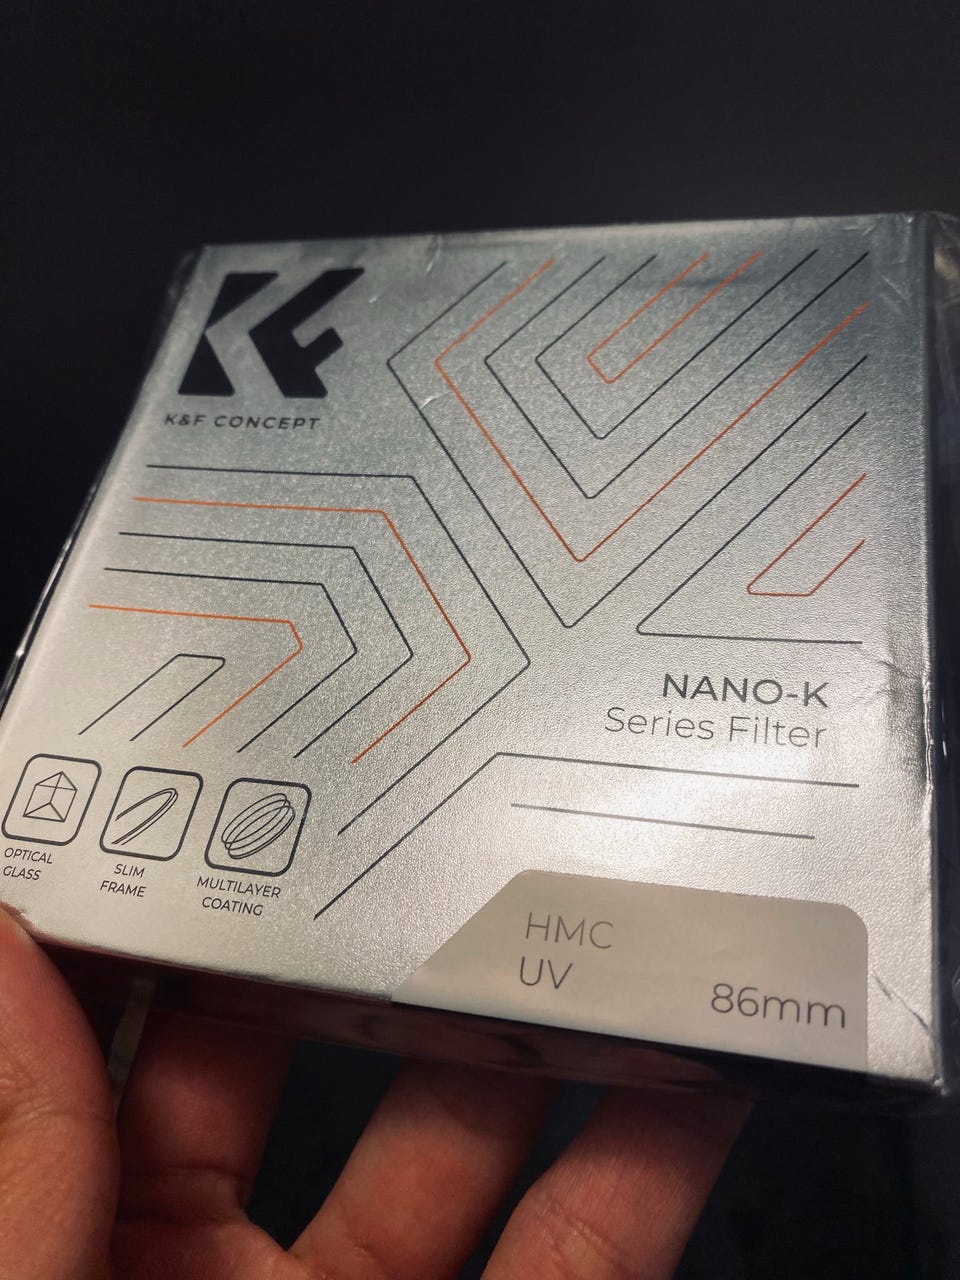 K&F CONCEPT
NANO-K
Series Filter
OPTICAL
GLASS
SLIM
FRAME
MULTILAYER
COATING
HMC
UV
86mm